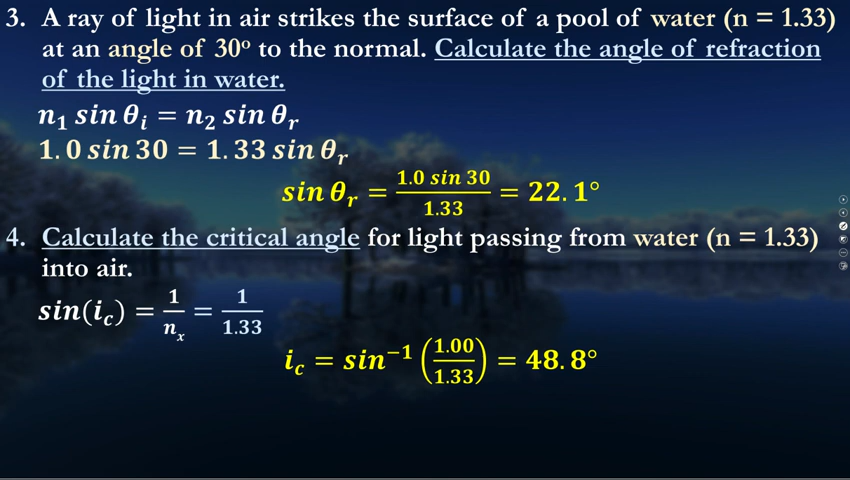 3. A ray of light in air strikes the surface of a pool of water (n = 1.33)
at an angle of 30º to the normal. Calculate the angle of refraction
of the light in water.
n₁ sin θᵢ = n₂ sin θᵣ
1.0 sin 30 = 1.33 sin θᵣ
sin θᵣ = (1.0 sin 30)/1.33 = 22.1°
4. Calculate the critical angle for light passing from water (n = 1.33)
into air.
sin(i_c) = 1/nₓ = 1/1.33
i_c = sin⁻¹(1.00/1.33) = 48.8°